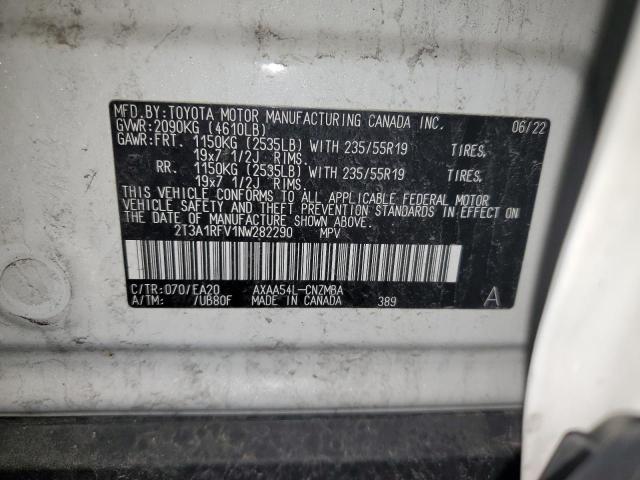 MFD.BY:TOYOTA MOTOR MANUFACTURING CANADA INC. 06/22
GVWR:2090KG (4610LB)
GAWR:FRT. 1150KG (2535LB) WITH 235/55R19 TIRES,
19x7 1/2J RIMS.
RR. 1150KG (2535LB) WITH 235/55R19 TIRES,
19x7 1/2J RIMS.
THIS VEHICLE CONFORMS TO ALL APPLICABLE FEDERAL MOTOR
VEHICLE SAFETY AND THEFT PREVENTION STANDARDS IN EFFECT
ON THE DATE OF MANUFACTURE SHOWN ABOVE.
2T3A1RFV1NW282290 MPV
C/TR:070/EA20 AXAA54L-CNZMBA
A/TM: /UB80F MADE IN CANADA 389 A